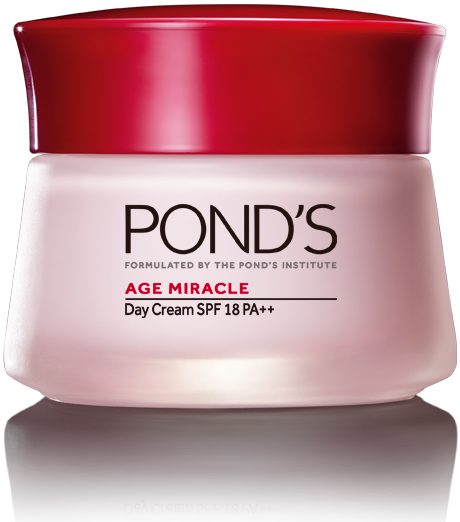 POND'S
FORMULATED BY THE POND'S INSTITUTE
AGE MIRACLE
Day Cream SPF 18 PA++